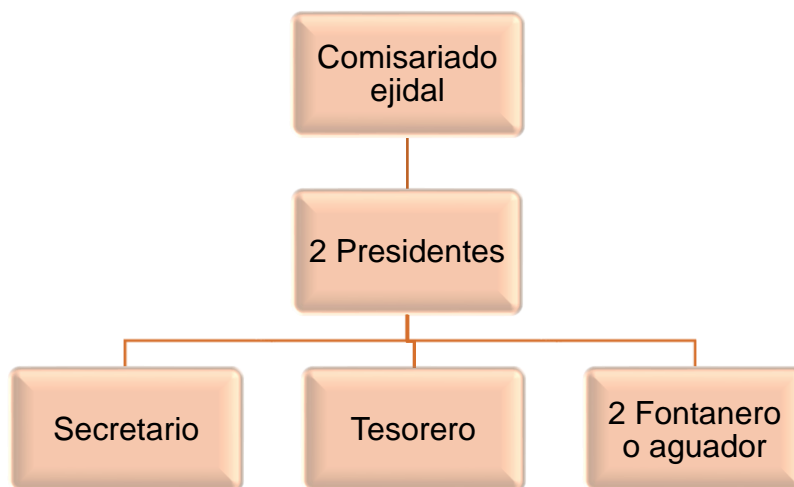 Comisariado
ejidal
2 Presidentes
Secretario
Tesorero
2 Fontanero
o aguador